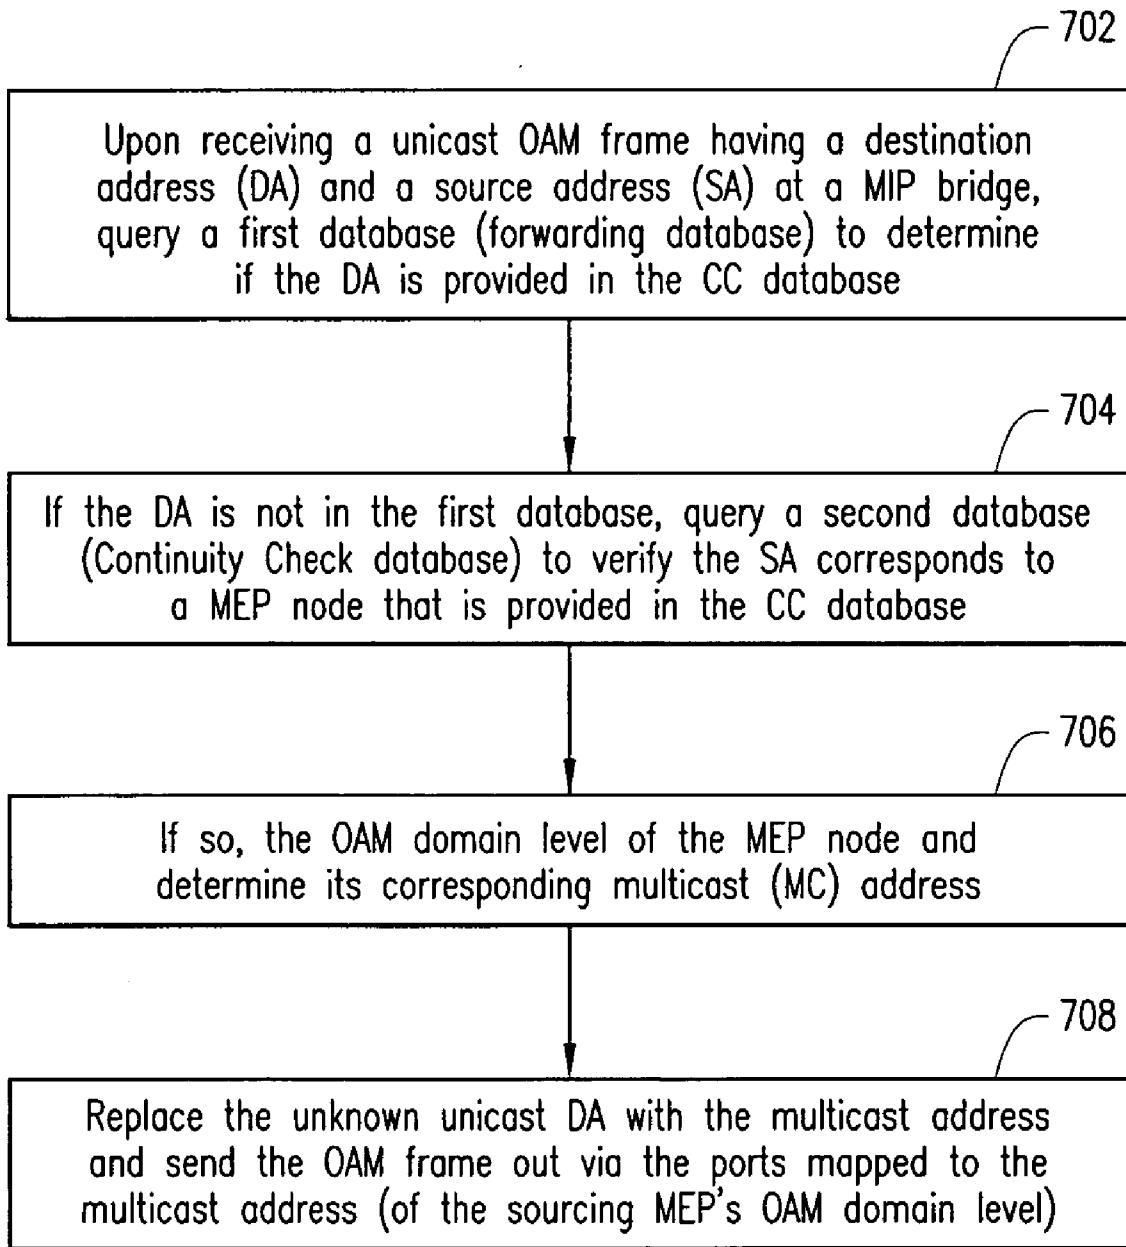 702
Upon receiving a unicast OAM frame having a destination
address (DA) and a source address (SA) at a MIP bridge,
query a first database (forwarding database) to determine
if the DA is provided in the CC database
704
If the DA is not in the first database, query a second database
(Continuity Check database) to verify the SA corresponds to
a MEP node that is provided in the CC database
706
If so, the OAM domain level of the MEP node and
determine its corresponding multicast (MC) address
708
Replace the unknown unicast DA with the multicast address
and send the OAM frame out via the ports mapped to the
multicast address (of the sourcing MEP's OAM domain level)